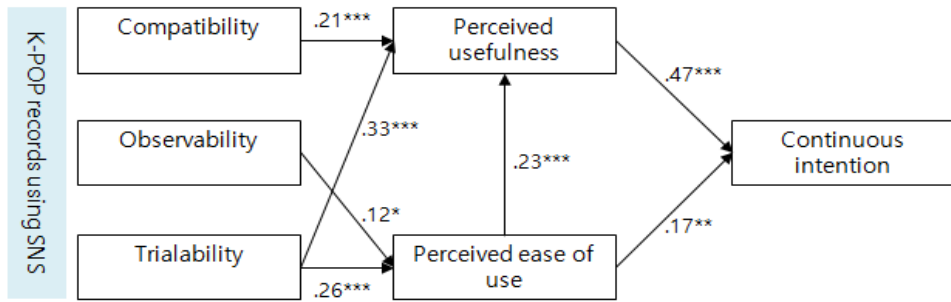 K-POP records using SNS
Compatibility
.21***
Perceived
usefulness
.47***
Observability
.33***
.23***
Continuous
intention
.12*
.17**
Trialability
.26***
Perceived ease of
use